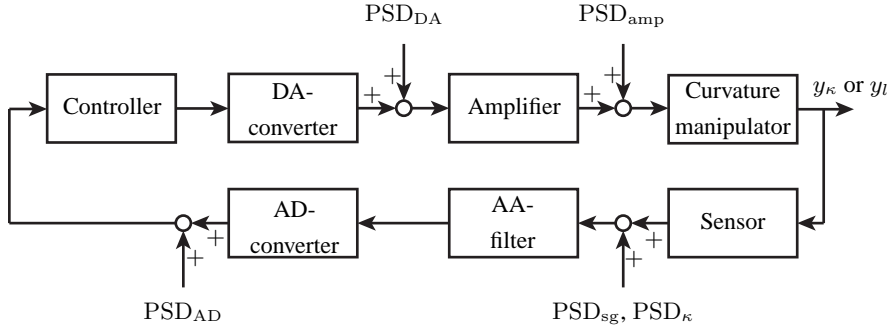 PSD_DA
PSD_amp
Controller
DA-
converter
+
+
Amplifier
+
+
Curvature
manipulator
y_κ or y_l
AD-
converter
+
+
AA-
filter
+
+
Sensor
PSD_AD
PSD_sg, PSD_κ